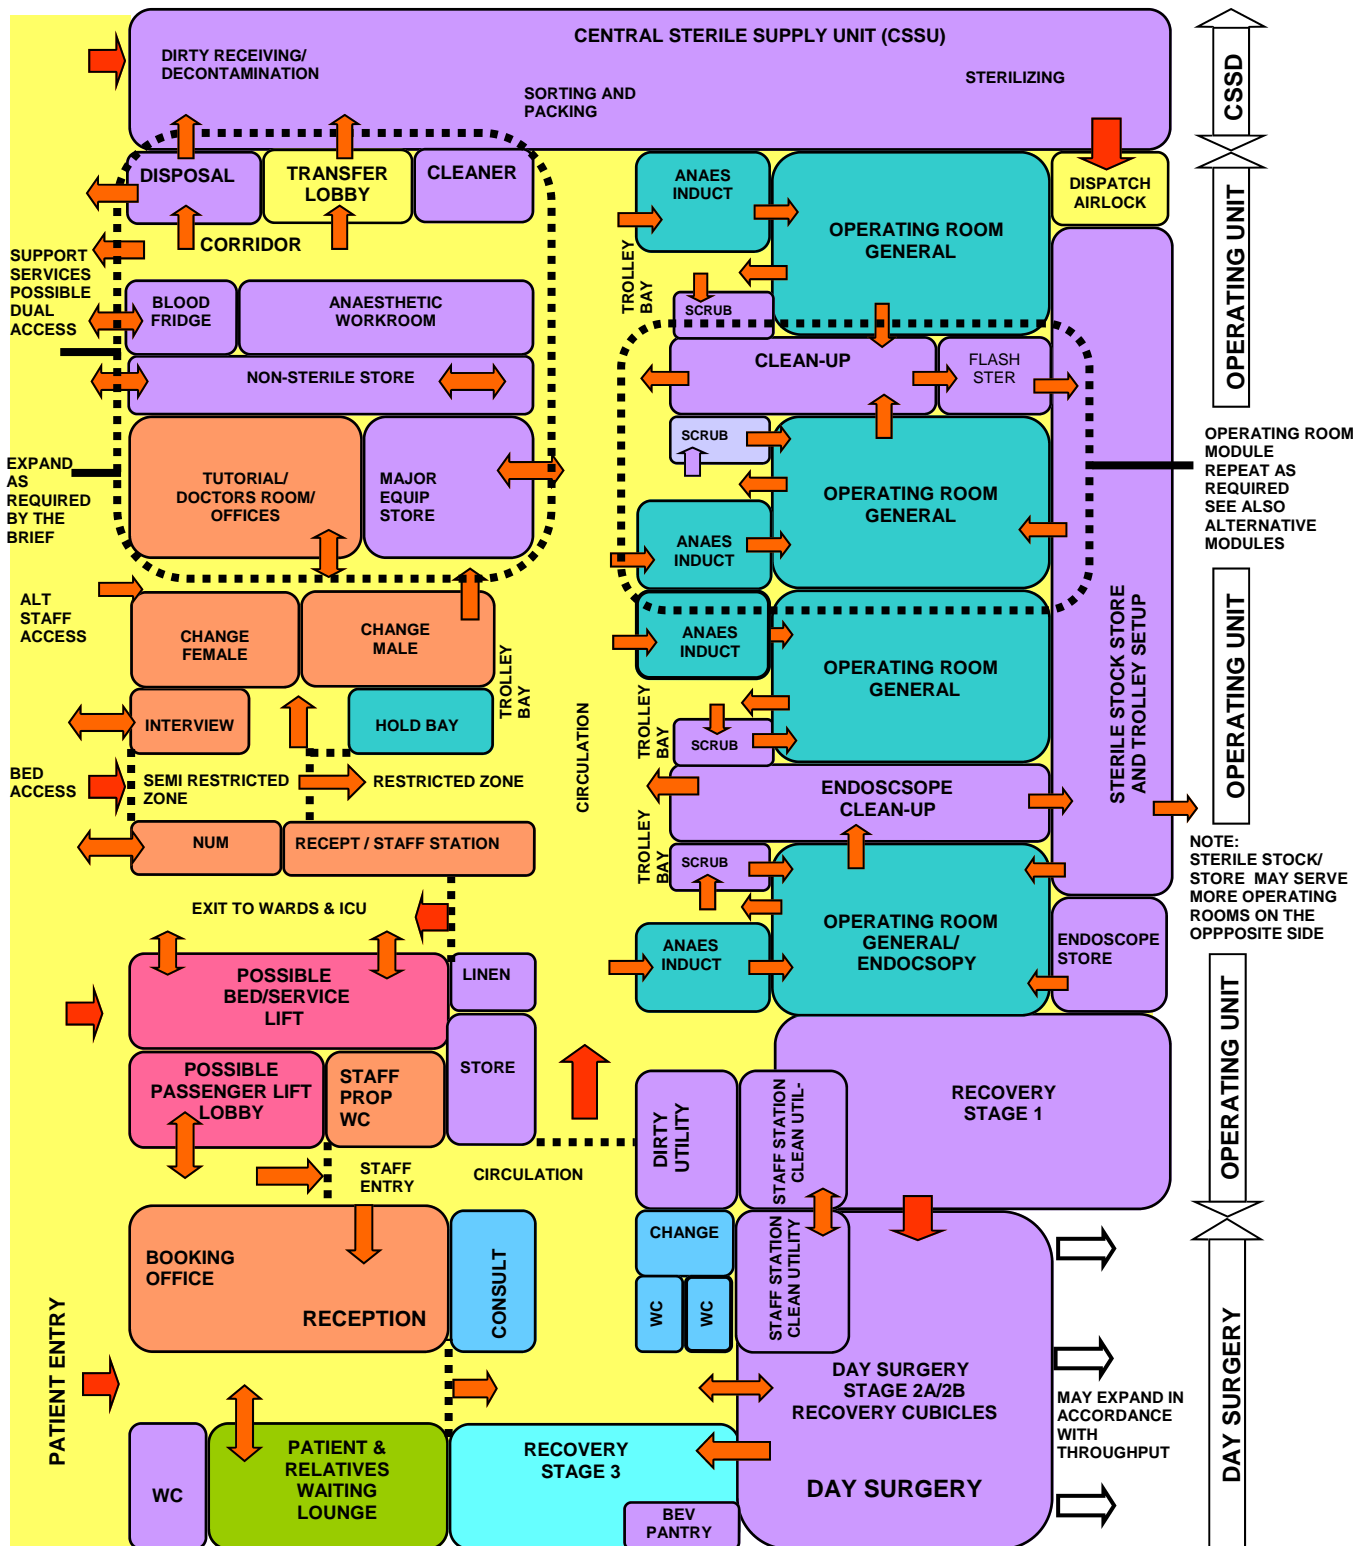 CENTRAL STERILE SUPPLY UNIT (CSSU)
DIRTY RECEIVING/
DECONTAMINATION
SORTING AND
PACKING
STERILIZING
CSSD
DISPOSAL
TRANSFER
LOBBY
CLEANER
CORRIDOR
SUPPORT
SERVICES
POSSIBLE
DUAL
ACCESS
BLOOD
FRIDGE
ANAESTHETIC
WORKROOM
NON-STERILE STORE
EXPAND
AS
REQUIRED
BY THE
BRIEF
TUTORIAL/
DOCTORS ROOM/
OFFICES
MAJOR
EQUIP
STORE
ALT
STAFF
ACCESS
CHANGE
FEMALE
CHANGE
MALE
TROLLEY
BAY
INTERVIEW
HOLD BAY
BED
ACCESS
SEMI RESTRICTED
ZONE
RESTRICTED ZONE
NUM
RECEPT / STAFF STATION
EXIT TO WARDS & ICU
POSSIBLE
BED/SERVICE
LIFT
LINEN
POSSIBLE
PASSENGER LIFT
LOBBY
STAFF
PROP
WC
STORE
STAFF
ENTRY
CIRCULATION
CIRCULATION
ANAES
INDUCT
OPERATING ROOM
GENERAL
DISPATCH
AIRLOCK
TROLLEY
BAY
SCRUB
CLEAN-UP
FLASH
STER
SCRUB
OPERATING ROOM
GENERAL
ANAES
INDUCT
ANAES
INDUCT
OPERATING ROOM
GENERAL
TROLLEY
BAY
SCRUB
ENDOSCSOPE
CLEAN-UP
TROLLEY
BAY
SCRUB
OPERATING ROOM
GENERAL/
ENDOCSOPY
ANAES
INDUCT
STERILE STOCK STORE
AND TROLLEY SETUP
ENDOSCOPE
STORE
OPERATING UNIT
OPERATING ROOM
MODULE
REPEAT AS
REQUIRED
SEE ALSO
ALTERNATIVE
MODULES
OPERATING UNIT
NOTE:
STERILE STOCK/
STORE MAY SERVE
MORE OPERATING
ROOMS ON THE
OPPPOSITE SIDE
OPERATING UNIT
RECOVERY
STAGE 1
DIRTY
UTILITY
STAFF STATION
CLEAN UTIL-
BOOKING
OFFICE
RECEPTION
CONSULT
CHANGE
WC
WC
STAFF STATION
CLEAN UTILITY
PATIENT ENTRY
DAY SURGERY
STAGE 2A/2B
RECOVERY CUBICLES
DAY SURGERY
MAY EXPAND IN
ACCORDANCE
WITH
THROUGHPUT
DAY SURGERY
WC
PATIENT &
RELATIVES
WAITING
LOUNGE
RECOVERY
STAGE 3
BEV
PANTRY